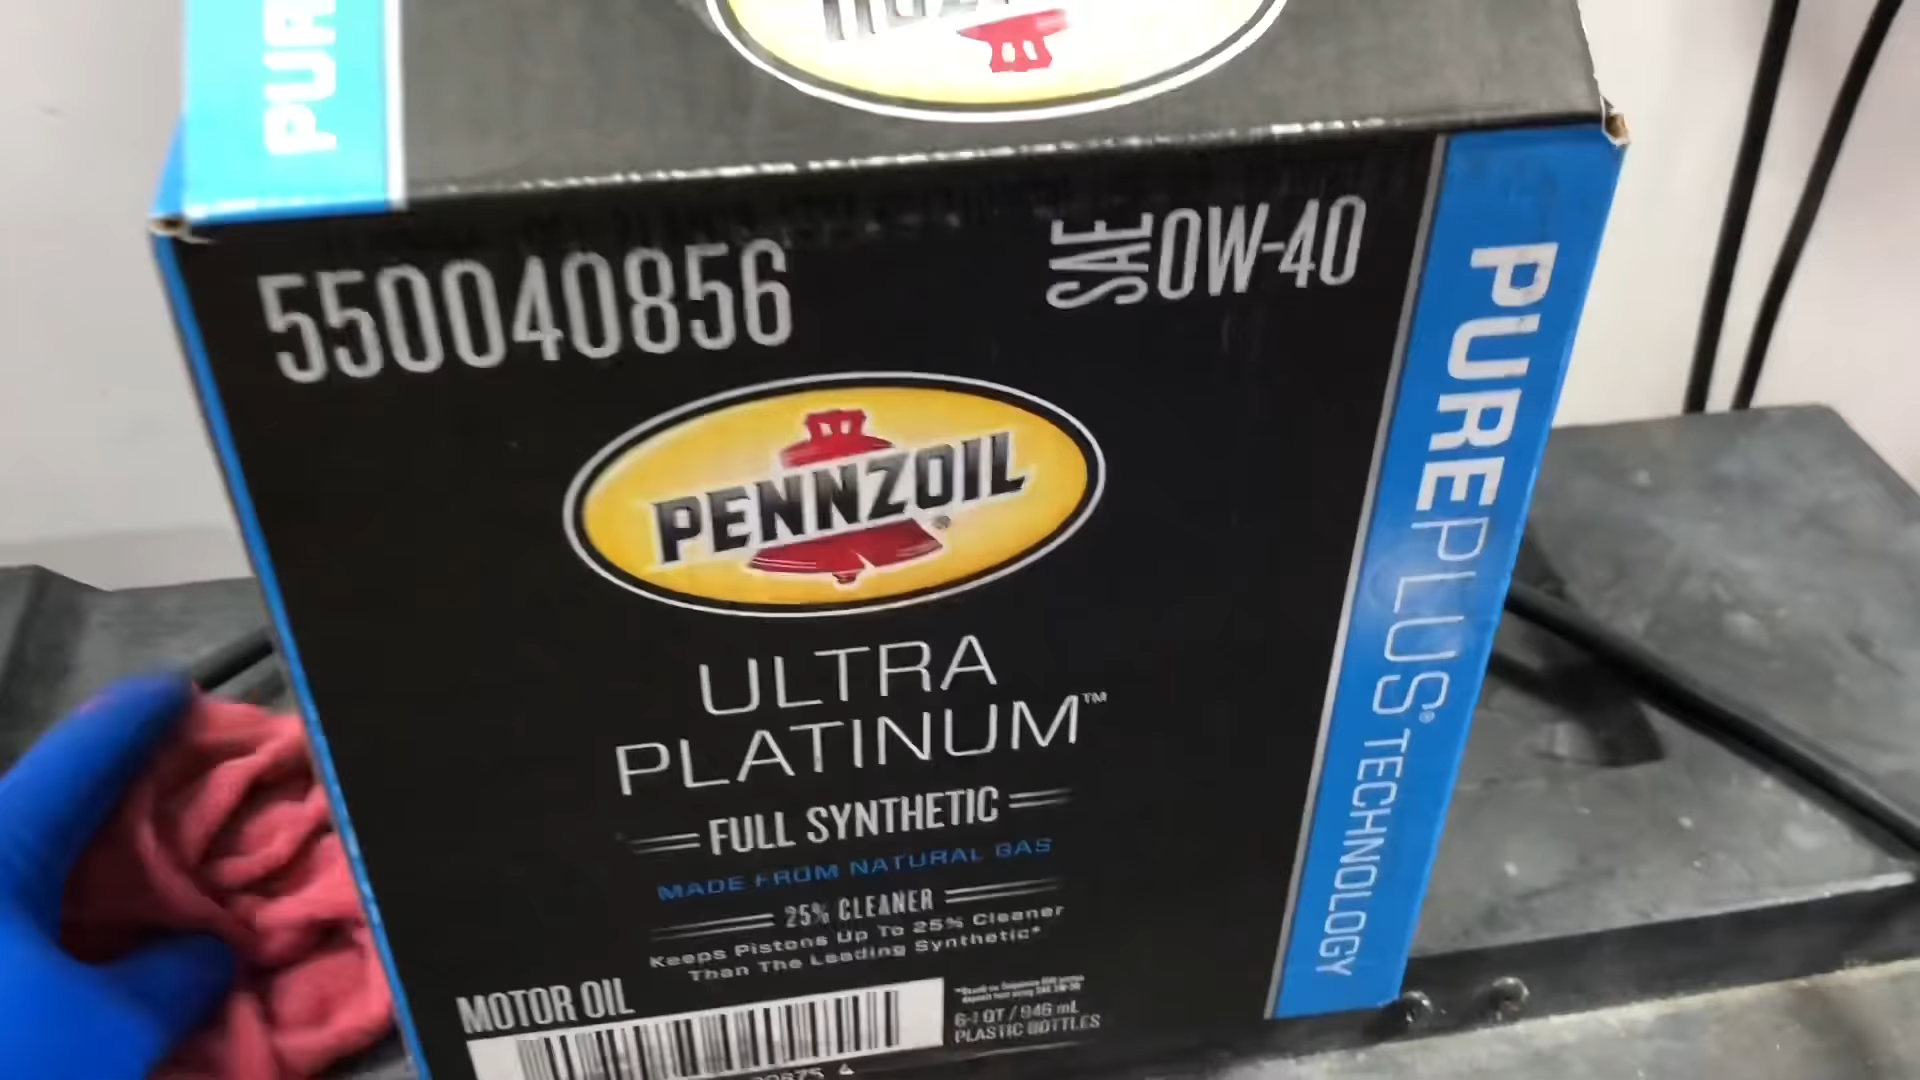 PUR
550040856
SAE 0W-40
PENNZOIL®
ULTRA
PLATINUM™
FULL SYNTHETIC
MADE FROM NATURAL GAS
25% CLEANER
Keeps Pistons Up To 25% Cleaner
Than The Leading Synthetic*
MOTOR OIL
6-1 QT / 946 mL
PLASTIC BOTTLES
PUREPLUS® TECHNOLOGY